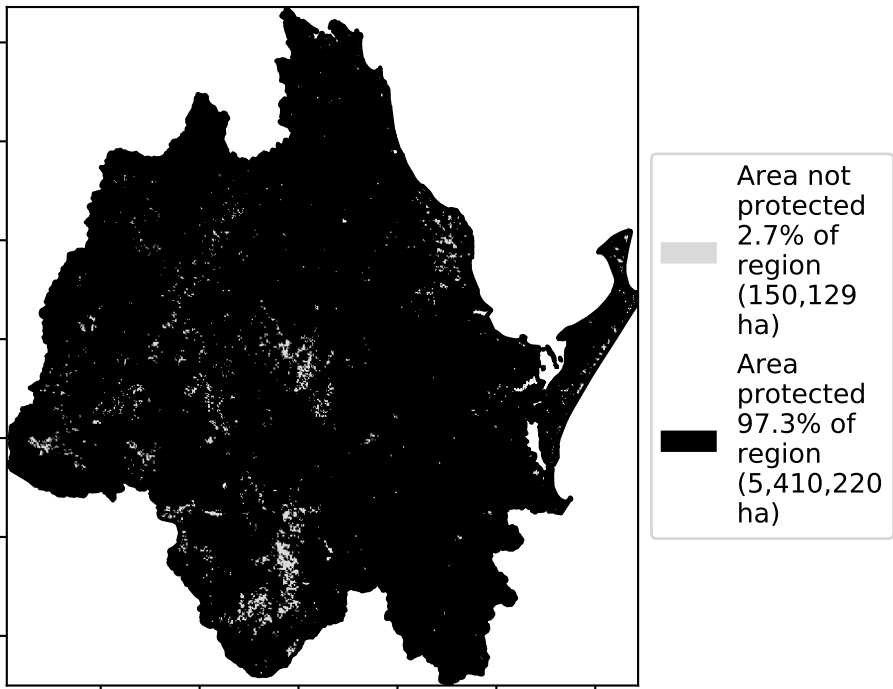 Area not
protected
2.7% of
region
(150,129
ha)
Area
protected
97.3% of
region
(5,410,220
ha)